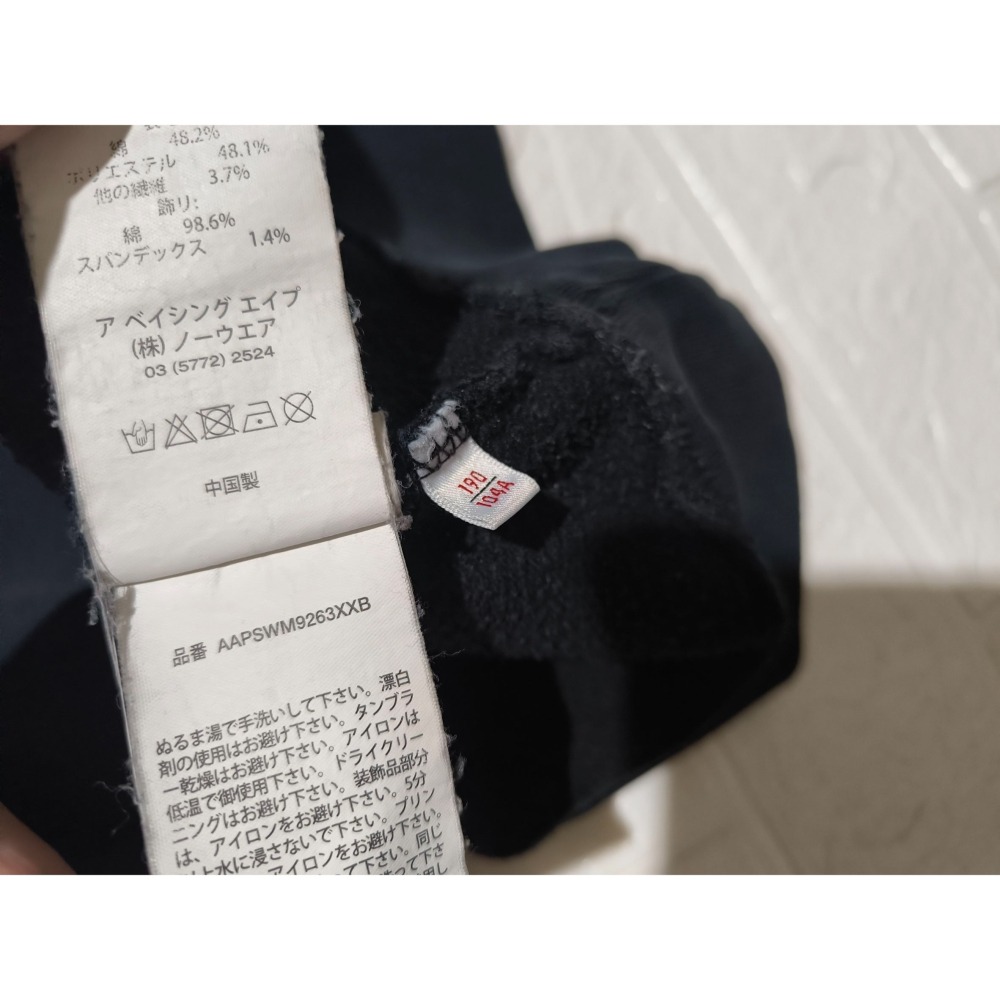 綿 48.2%
ポリエステル 48.1%
他の繊維 3.7%
飾り:
綿 98.6%
スパンデックス 1.4%
ア ベイシング エイプ
(株) ノーウエア
03 (5772) 2524
中国製
190
104A
品番 AAPSWM9263XXB
ぬるま湯で手洗いして下さい。漂白
剤の使用はお避け下さい。タンブラ
ー乾燥はお避け下さい。アイロンは
低温で御使用下さい。ドライクリー
ニングはお避け下さい。装飾品部分
は、アイロンをお避け下さい。5分
以上水に浸さないで下さい。プリン
アイロンをお避け下さい。同じ
って下さ